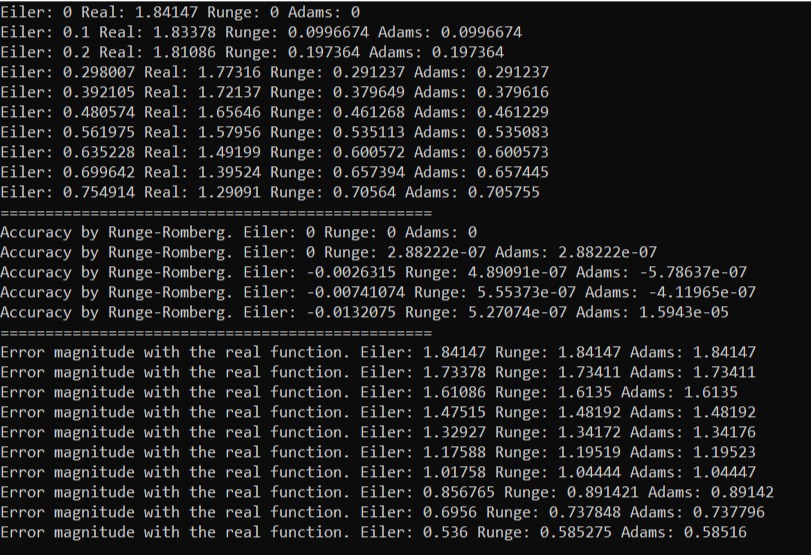 Eiler: 0 Real: 1.84147 Runge: 0 Adams: 0
Eiler: 0.1 Real: 1.83378 Runge: 0.0996674 Adams: 0.0996674
Eiler: 0.2 Real: 1.81086 Runge: 0.197364 Adams: 0.197364
Eiler: 0.298007 Real: 1.77316 Runge: 0.291237 Adams: 0.291237
Eiler: 0.392105 Real: 1.72137 Runge: 0.379649 Adams: 0.379616
Eiler: 0.480574 Real: 1.65646 Runge: 0.461268 Adams: 0.461229
Eiler: 0.561975 Real: 1.57956 Runge: 0.535113 Adams: 0.535083
Eiler: 0.635228 Real: 1.49199 Runge: 0.600572 Adams: 0.600573
Eiler: 0.699642 Real: 1.39524 Runge: 0.657394 Adams: 0.657445
Eiler: 0.754914 Real: 1.29091 Runge: 0.70564 Adams: 0.705755
================================================
Accuracy by Runge-Romberg. Eiler: 0 Runge: 0 Adams: 0
Accuracy by Runge-Romberg. Eiler: 0 Runge: 2.88222e-07 Adams: 2.88222e-07
Accuracy by Runge-Romberg. Eiler: -0.0026315 Runge: 4.89091e-07 Adams: -5.78637e-07
Accuracy by Runge-Romberg. Eiler: -0.00741074 Runge: 5.55373e-07 Adams: -4.11965e-07
Accuracy by Runge-Romberg. Eiler: -0.0132075 Runge: 5.27074e-07 Adams: 1.5943e-05
================================================
Error magnitude with the real function. Eiler: 1.84147 Runge: 1.84147 Adams: 1.84147
Error magnitude with the real function. Eiler: 1.73378 Runge: 1.73411 Adams: 1.73411
Error magnitude with the real function. Eiler: 1.61086 Runge: 1.6135 Adams: 1.6135
Error magnitude with the real function. Eiler: 1.47515 Runge: 1.48192 Adams: 1.48192
Error magnitude with the real function. Eiler: 1.32927 Runge: 1.34172 Adams: 1.34176
Error magnitude with the real function. Eiler: 1.17588 Runge: 1.19519 Adams: 1.19523
Error magnitude with the real function. Eiler: 1.01758 Runge: 1.04444 Adams: 1.04447
Error magnitude with the real function. Eiler: 0.856765 Runge: 0.891421 Adams: 0.89142
Error magnitude with the real function. Eiler: 0.6956 Runge: 0.737848 Adams: 0.737796
Error magnitude with the real function. Eiler: 0.536 Runge: 0.585275 Adams: 0.58516